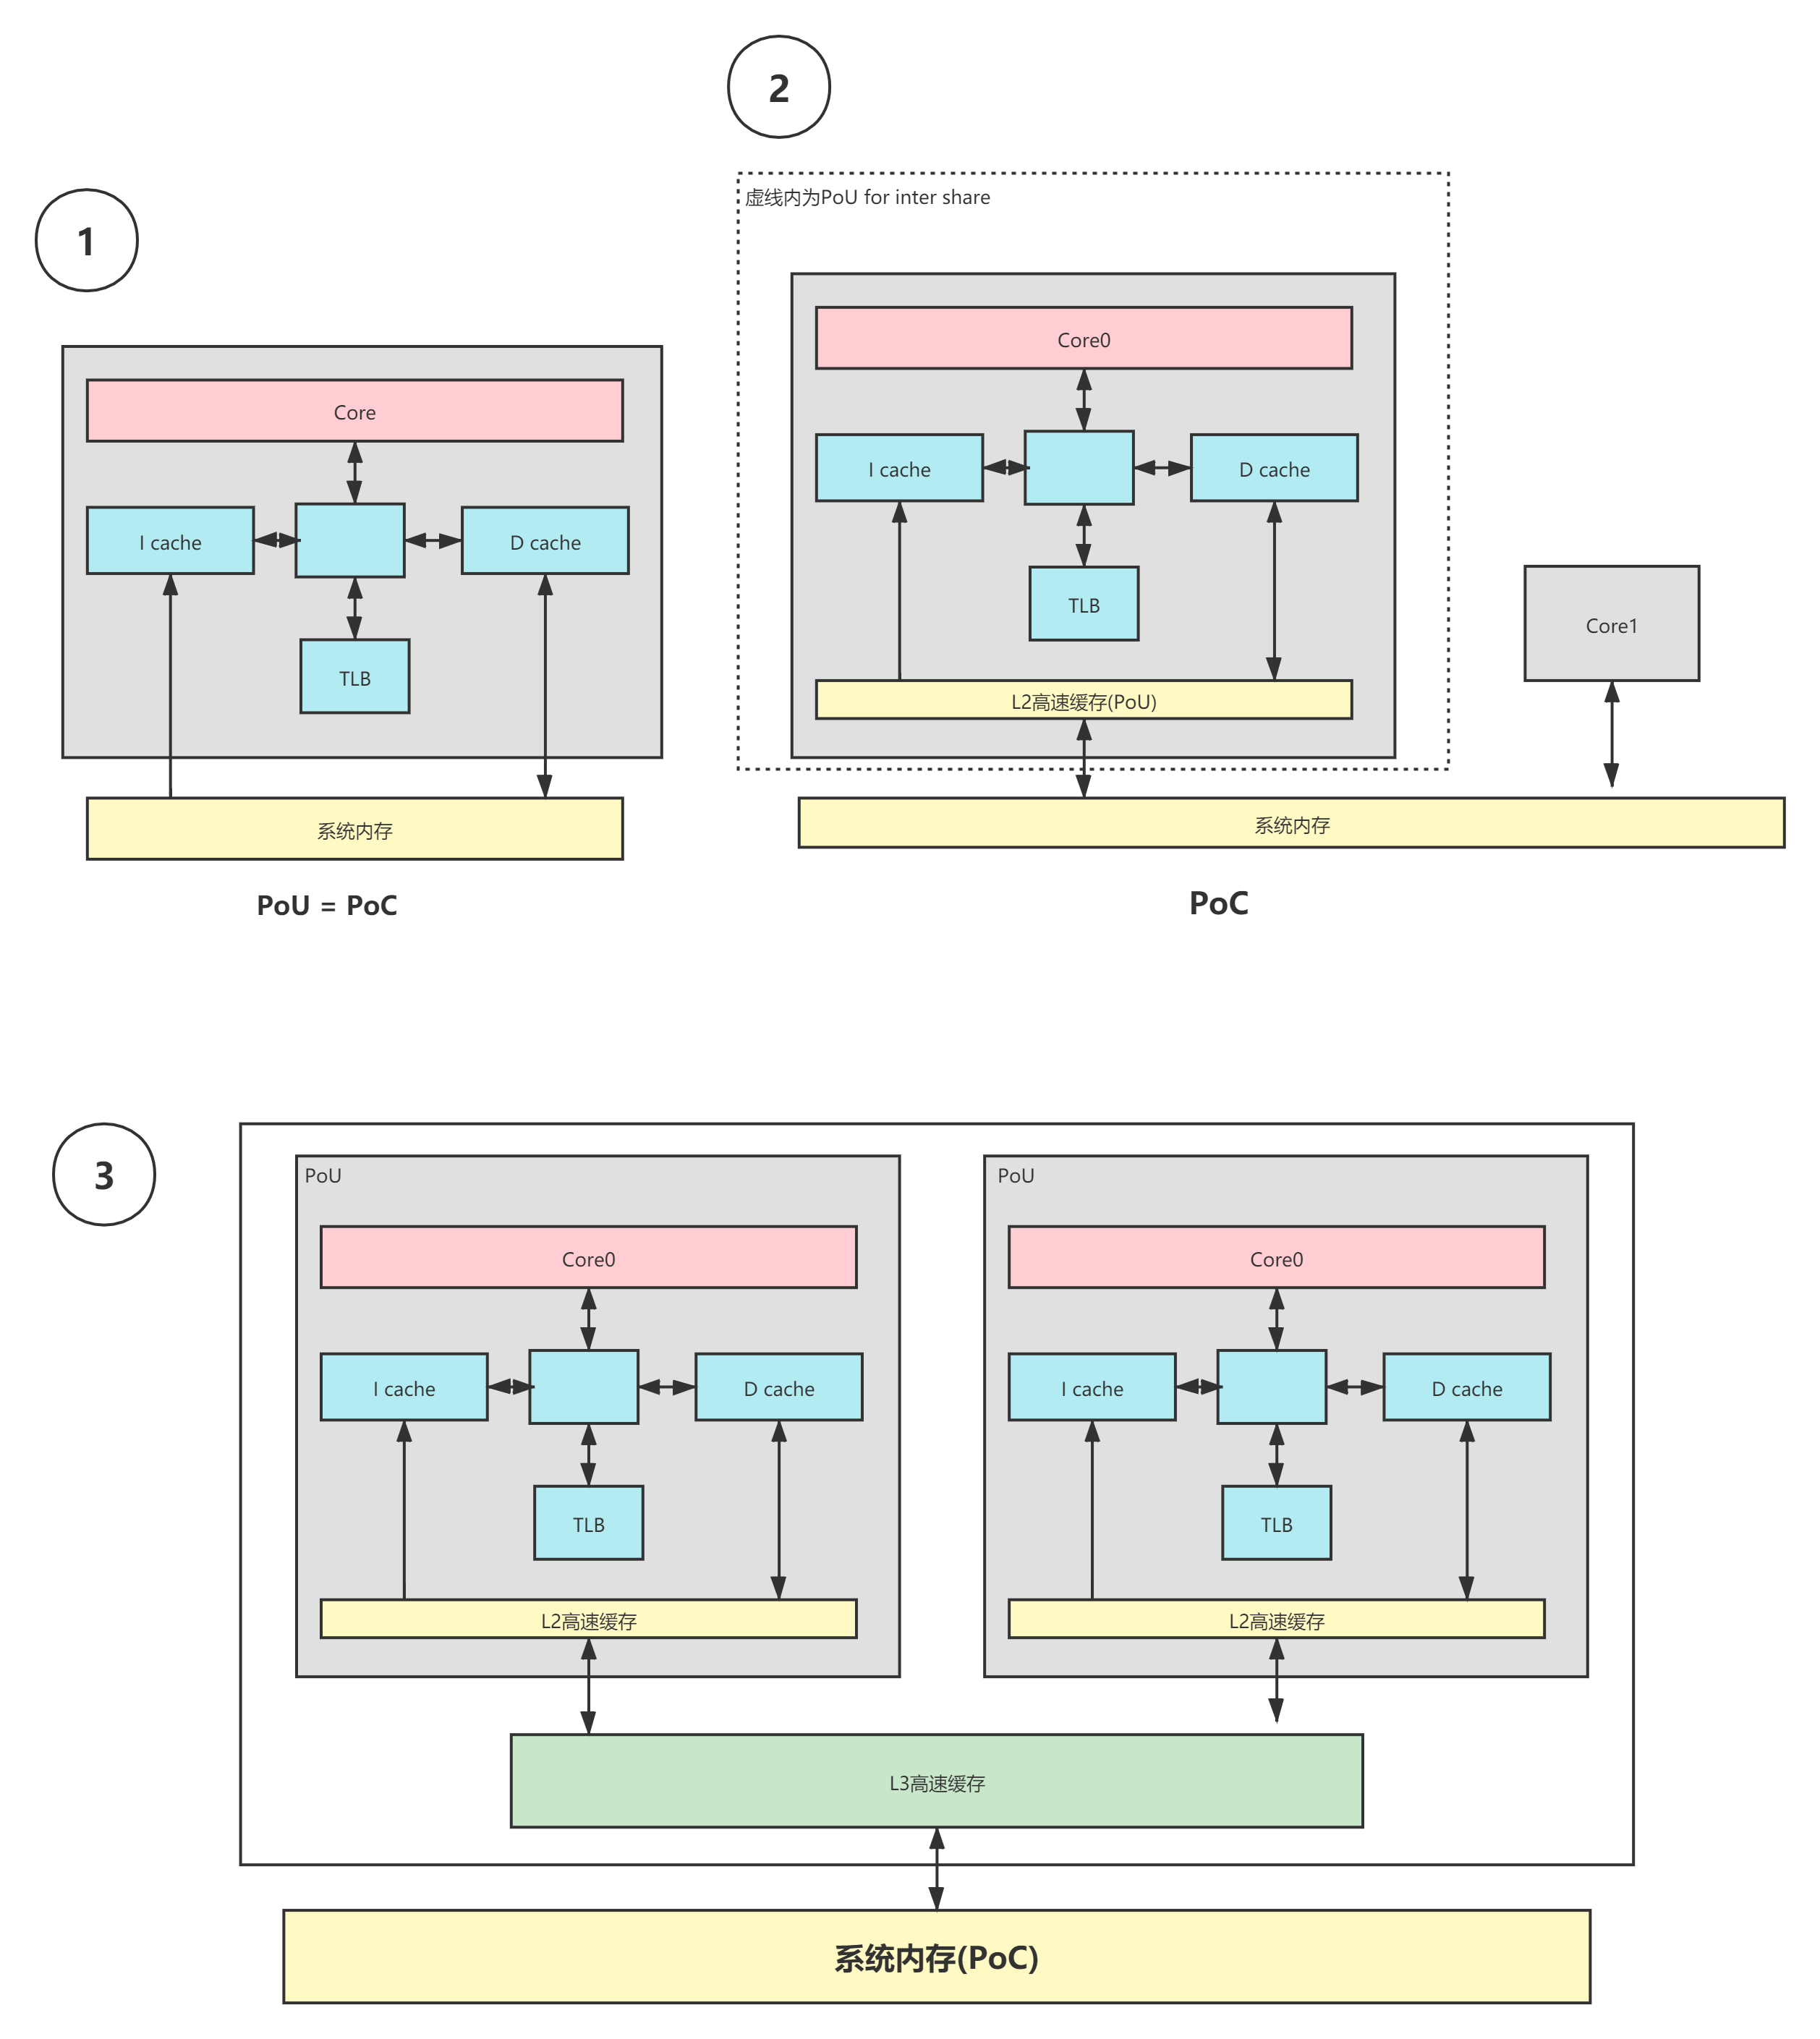 1
Core
I cache
D cache
TLB
系统内存
PoU = PoC
2
虚线内为PoU for inter share
Core0
I cache
D cache
TLB
L2高速缓存(PoU)
Core1
系统内存
PoC
3
PoU
Core0
I cache
D cache
TLB
L2高速缓存
PoU
Core0
I cache
D cache
TLB
L2高速缓存
L3高速缓存
系统内存(PoC)